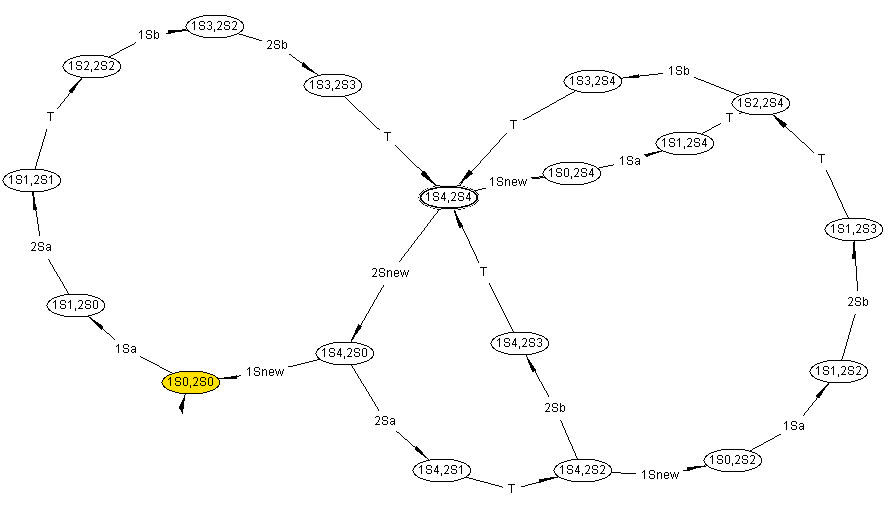 1S3,2S2
1Sb
2Sb
1S2,2S2
1S3,2S3
1S3,2S4
1Sb
1S2,2S4
T
T
T
T
1S1,2S4
T
1Sa
1S0,2S4
1Snew
1S1,2S1
1S4,2S4
1S1,2S3
2Sa
2Snew
T
1S1,2S0
2Sb
1Sa
1S4,2S3
1S4,2S0
1Snew
1S0,2S0
1S1,2S2
2Sb
2Sa
1Sa
1S0,2S2
1S4,2S1
1S4,2S2
1Snew
T